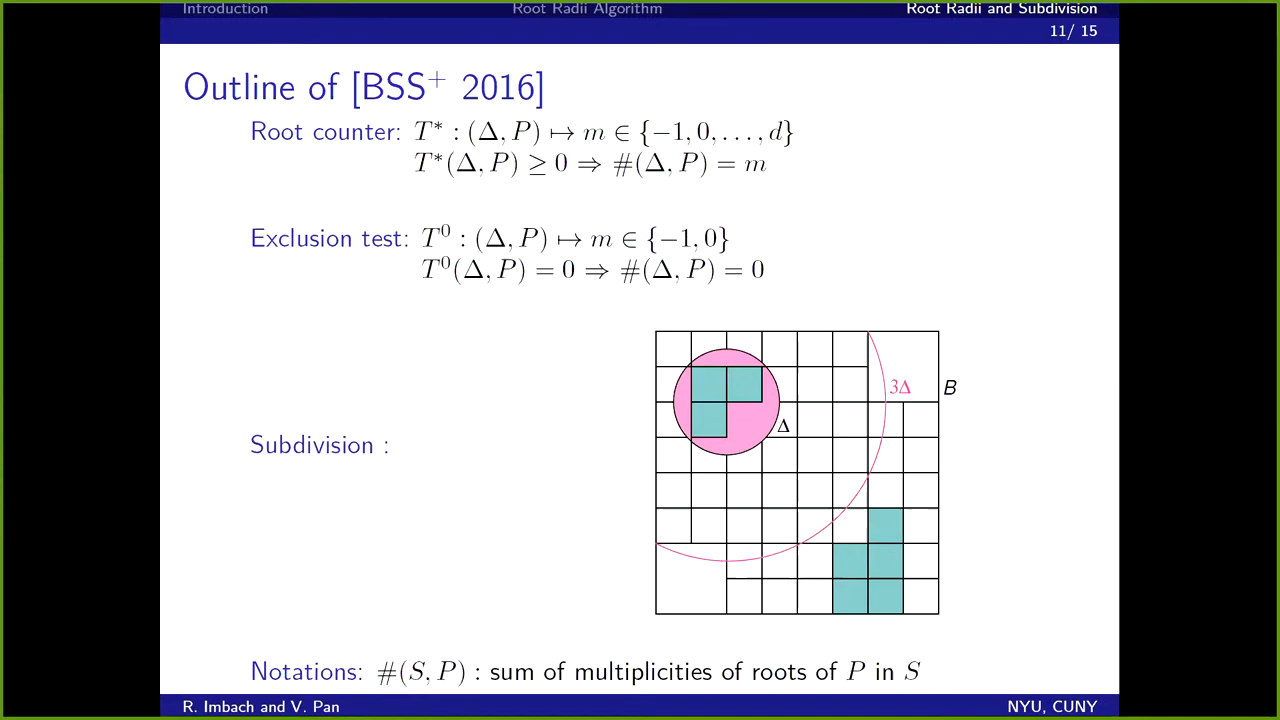 Introduction Root Radii Algorithm Root Radii and Subdivision
11/ 15
Outline of [BSS⁺ 2016]
Root counter: T* : (Δ, P) ↦ m ∈ {−1, 0, . . . , d}
T*(Δ, P) ≥ 0 ⇒ #(Δ, P) = m
Exclusion test: T⁰ : (Δ, P) ↦ m ∈ {−1, 0}
T⁰(Δ, P) = 0 ⇒ #(Δ, P) = 0
3Δ B
Δ
Subdivision :
Notations: #(S, P) : sum of multiplicities of roots of P in S
R. Imbach and V. Pan NYU, CUNY